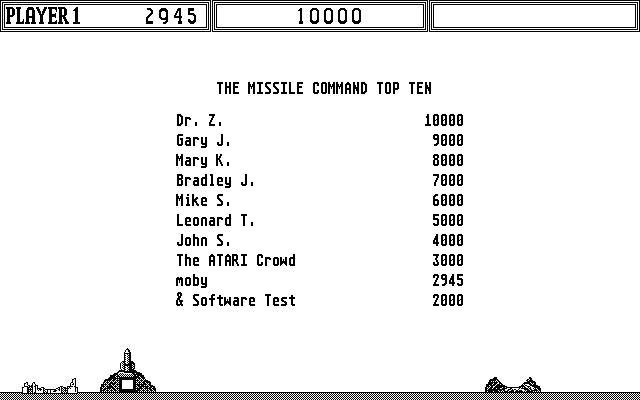 PLAYER 1 2945 10000
THE MISSILE COMMAND TOP TEN
Dr. Z. 10000
Gary J. 9000
Mary K. 8000
Bradley J. 7000
Mike S. 6000
Leonard T. 5000
John S. 4000
The ATARI Crowd 3000
moby 2945
& Software Test 2000